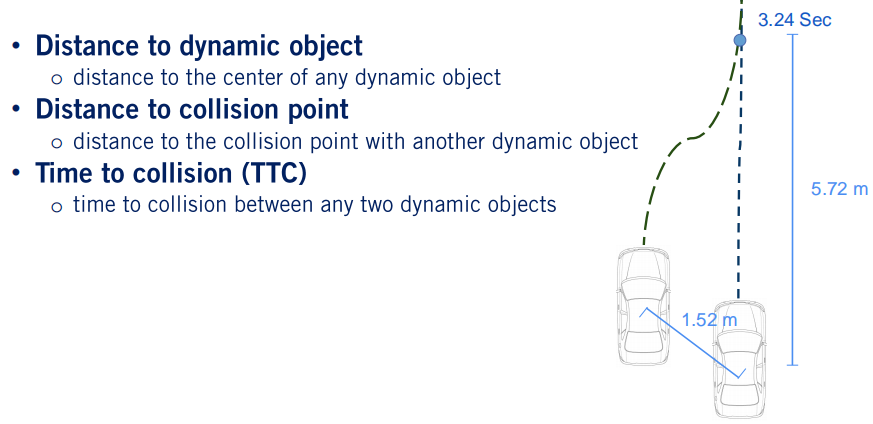 • Distance to dynamic object
o distance to the center of any dynamic object
• Distance to collision point
o distance to the collision point with another dynamic object
• Time to collision (TTC)
o time to collision between any two dynamic objects
3.24 Sec
5.72 m
1.52 m